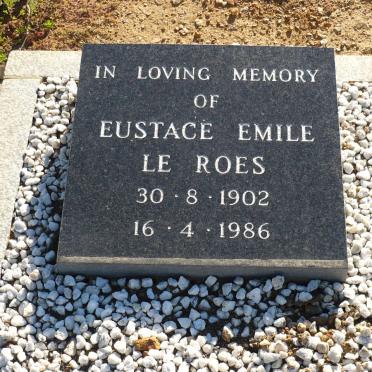 IN LOVING MEMORY
OF
EUSTACE EMILE
LE ROES
30 · 8 · 1902
16 · 4 · 1986